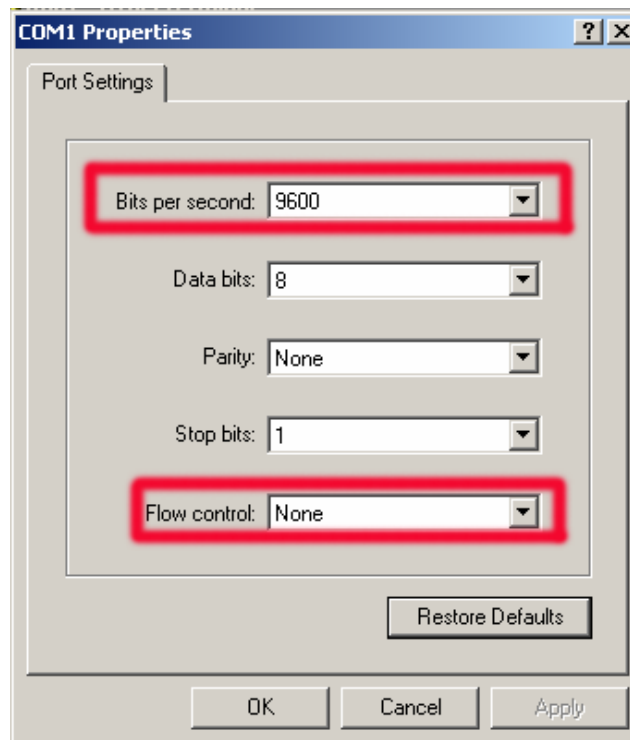 COM1 Properties
Port Settings
Bits per second: 9600
Data bits: 8
Parity: None
Stop bits: 1
Flow control: None
Restore Defaults
OK Cancel Apply